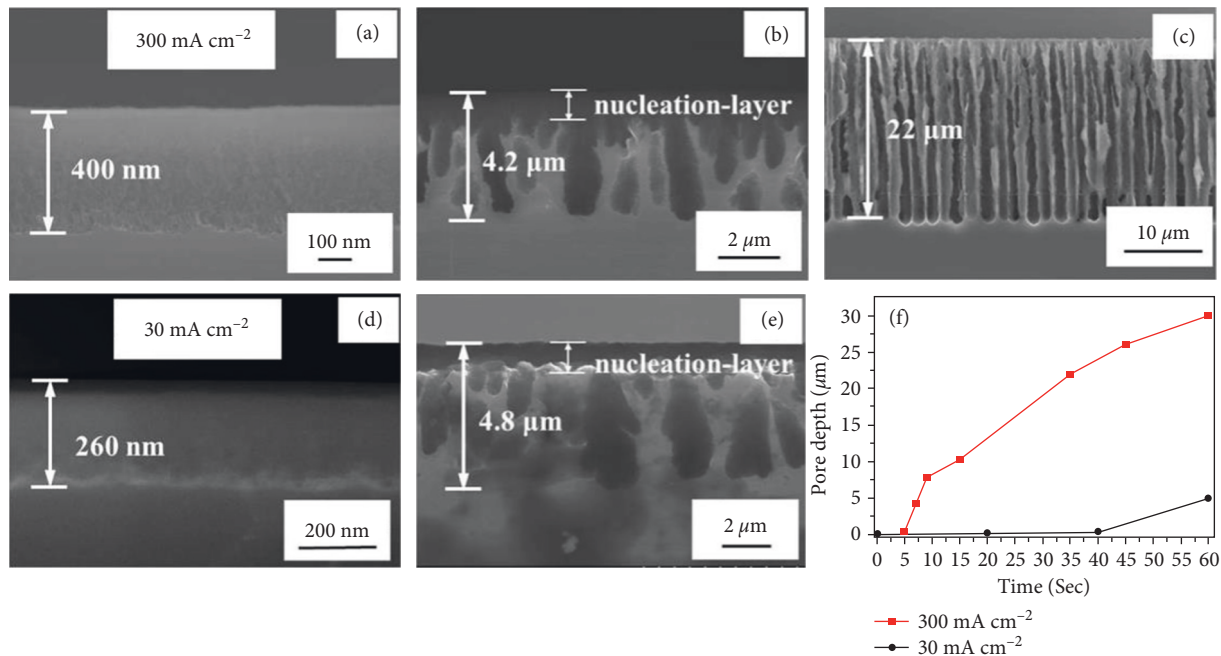 300 mA cm⁻²
(a)
400 nm
100 nm
(b)
nucleation-layer
4.2 µm
2 µm
(c)
22 µm
10 µm
30 mA cm⁻²
(d)
260 nm
200 nm
(e)
nucleation-layer
4.8 µm
2 µm
(f)
Pore depth (µm)
30
25
20
15
10
5
0
0 5 10 15 20 25 30 35 40 45 50 55 60
Time (Sec)
300 mA cm⁻²
30 mA cm⁻²